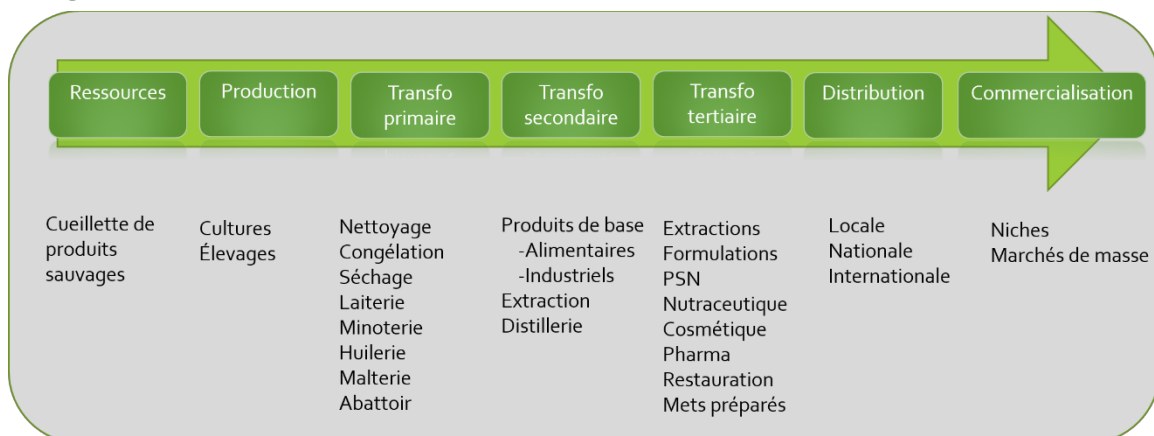 Ressources
Production
Transfo
primaire
Transfo
secondaire
Transfo
tertiaire
Distribution
Commercialisation
Cueillette de
produits
sauvages
Cultures
Élevages
Nettoyage
Congélation
Séchage
Laiterie
Minoterie
Huilerie
Malterie
Abattoir
Produits de base
-Alimentaires
-Industriels
Extraction
Distillerie
Extractions
Formulations
PSN
Nutraceutique
Cosmétique
Pharma
Restauration
Mets préparés
Locale
Nationale
Internationale
Niches
Marchés de masse